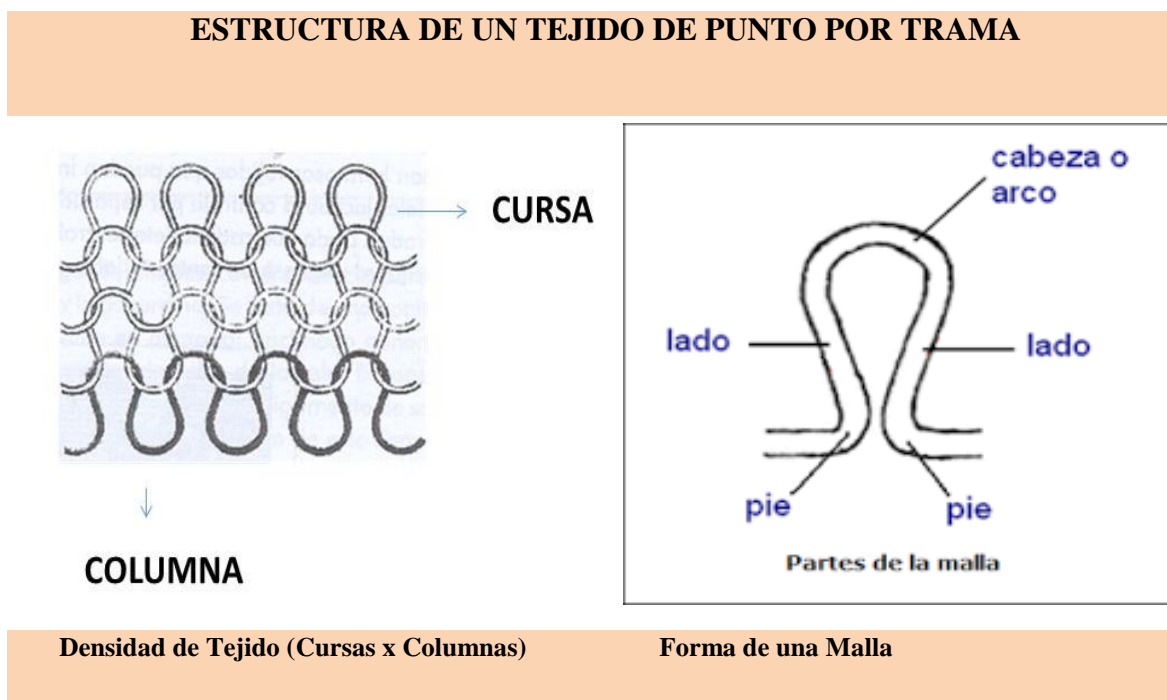 ESTRUCTURA DE UN TEJIDO DE PUNTO POR TRAMA
CURSA
COLUMNA
cabeza o
arco
lado
lado
pie
pie
Partes de la malla
Densidad de Tejido (Cursas x Columnas)
Forma de una Malla